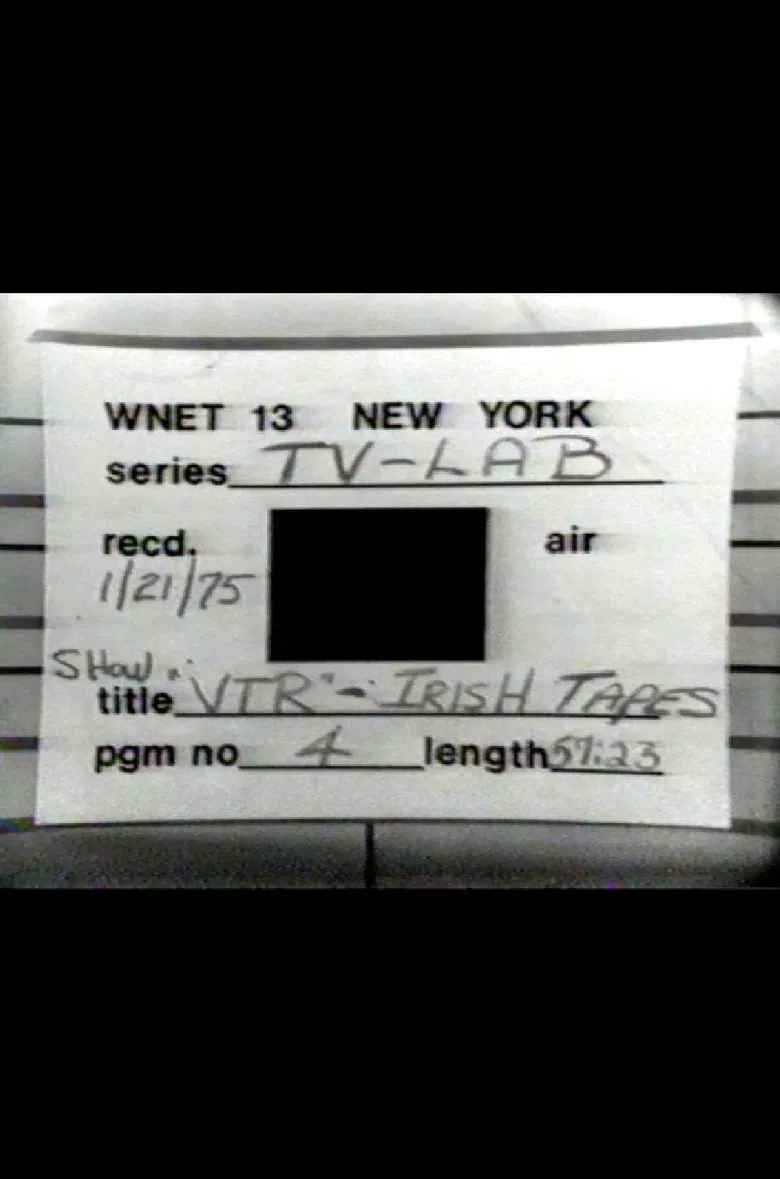 WNET 13 NEW YORK
series TV-LAB
recd. air
1/21/75
SHOW
title "VTR" - IRISH TAPES
pgm no 4 length 57:23